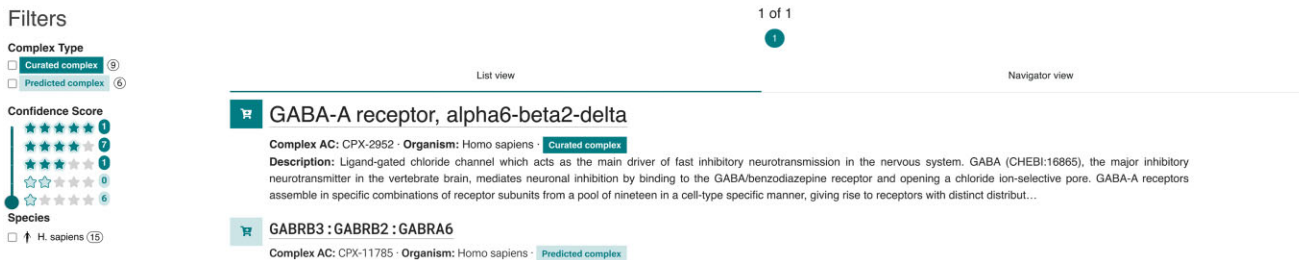 Filters
Complex Type
Curated complex 9
Predicted complex 6
Confidence Score
1
7
1
0
6
Species
H. sapiens 15
1 of 1
1
List view
Navigator view
GABA-A receptor, alpha6-beta2-delta
Complex AC: CPX-2952 · Organism: Homo sapiens · Curated complex
Description: Ligand-gated chloride channel which acts as the main driver of fast inhibitory neurotransmission in the nervous system. GABA (CHEBI:16865), the major inhibitory
neurotransmitter in the vertebrate brain, mediates neuronal inhibition by binding to the GABA/benzodiazepine receptor and opening a chloride ion-selective pore. GABA-A receptors
assemble in specific combinations of receptor subunits from a pool of nineteen in a cell-type specific manner, giving rise to receptors with distinct distribut…
GABRB3:GABRB2:GABRA6
Complex AC: CPX-11785 · Organism: Homo sapiens · Predicted complex